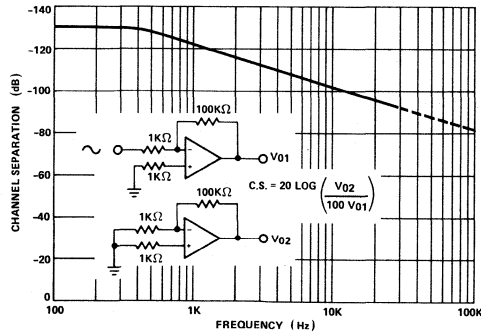 -140
-120
-100
-80
-60
-40
-20
0
CHANNEL SEPARATION (dB)
100KΩ
1KΩ
1KΩ
V01
C.S. = 20 LOG (V02 / 100 V01)
100KΩ
1KΩ
1KΩ
V02
100 1K 10K 100K
FREQUENCY (Hz)